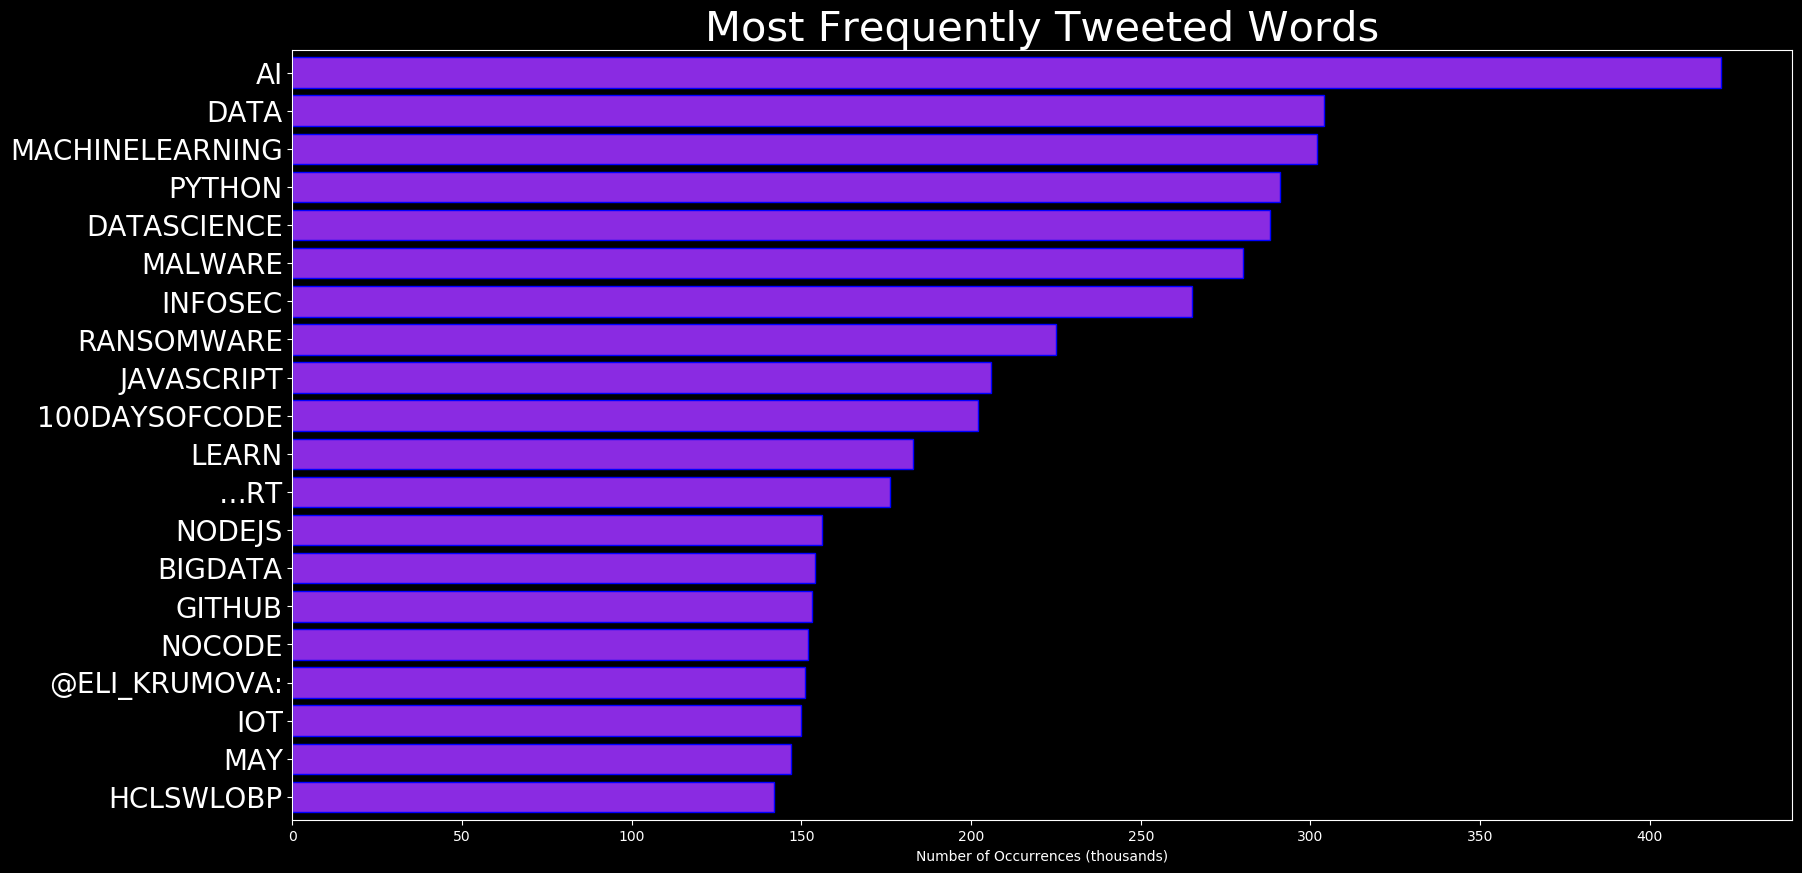 Most Frequently Tweeted Words
AI
DATA
MACHINELEARNING
PYTHON
DATASCIENCE
MALWARE
INFOSEC
RANSOMWARE
JAVASCRIPT
100DAYSOFCODE
LEARN
…RT
NODEJS
BIGDATA
GITHUB
NOCODE
@ELI_KRUMOVA:
IOT
MAY
HCLSWLOBP
0 50 100 150 200 250 300 350 400
Number of Occurrences (thousands)